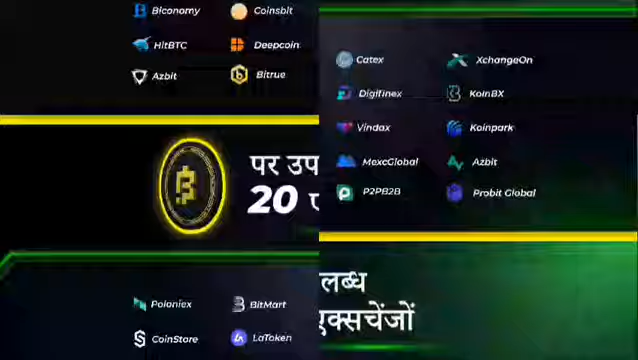 Biconomy Coinsbit
HitBTC Deepcoin
Azbit Bitrue
पर उप
20
Poloniex BitMart
CoinStore LaToken
Catex XchangeOn
Digifinex KoinBX
Vindax Koinpark
MexcGlobal Azbit
P2PB2B Probit Global
लब्ध
एक्सचेंजों